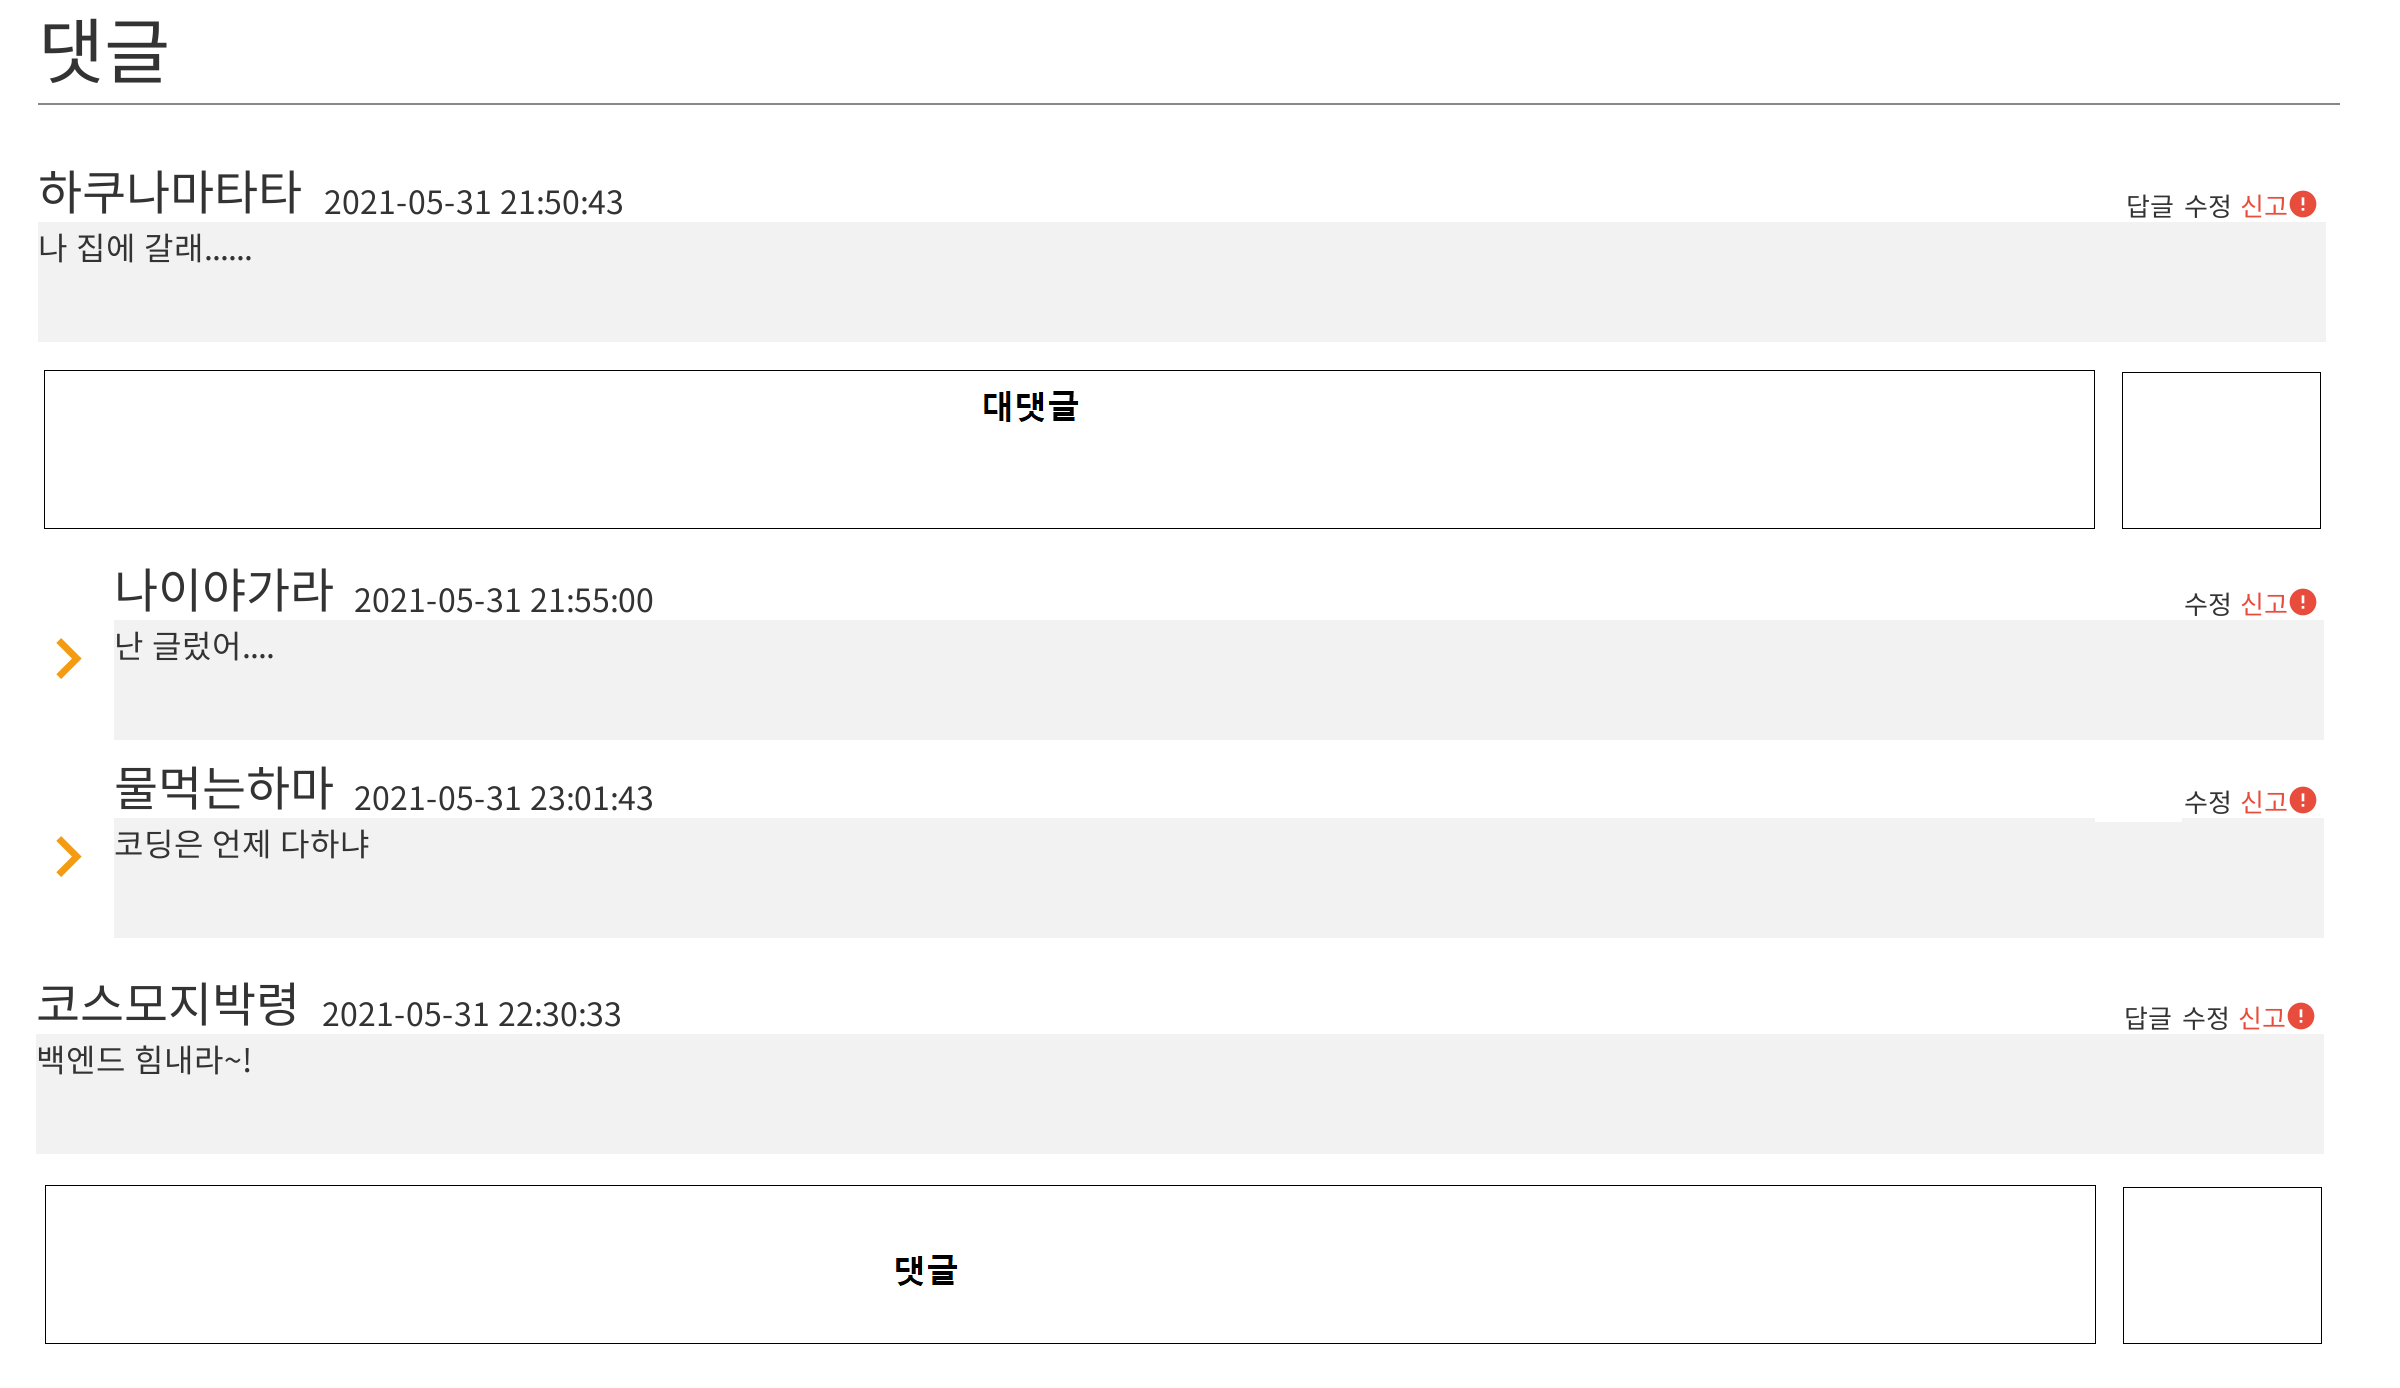 댓글
하쿠나마타타 2021-05-31 21:50:43 답글 수정 신고
나 집에 갈래......
대댓글
나이야가라 2021-05-31 21:55:00 수정 신고
난 글렀어....
물먹는하마 2021-05-31 23:01:43 수정 신고
코딩은 언제 다하냐
코스모지박령 2021-05-31 22:30:33 답글 수정 신고
백엔드 힘내라~!
댓글